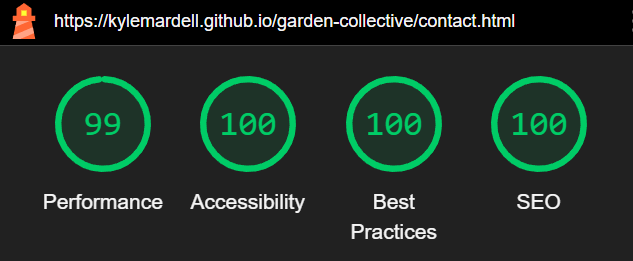 https://kylemardell.github.io/garden-collective/contact.html
99 100 100 100
Performance Accessibility Best Practices SEO